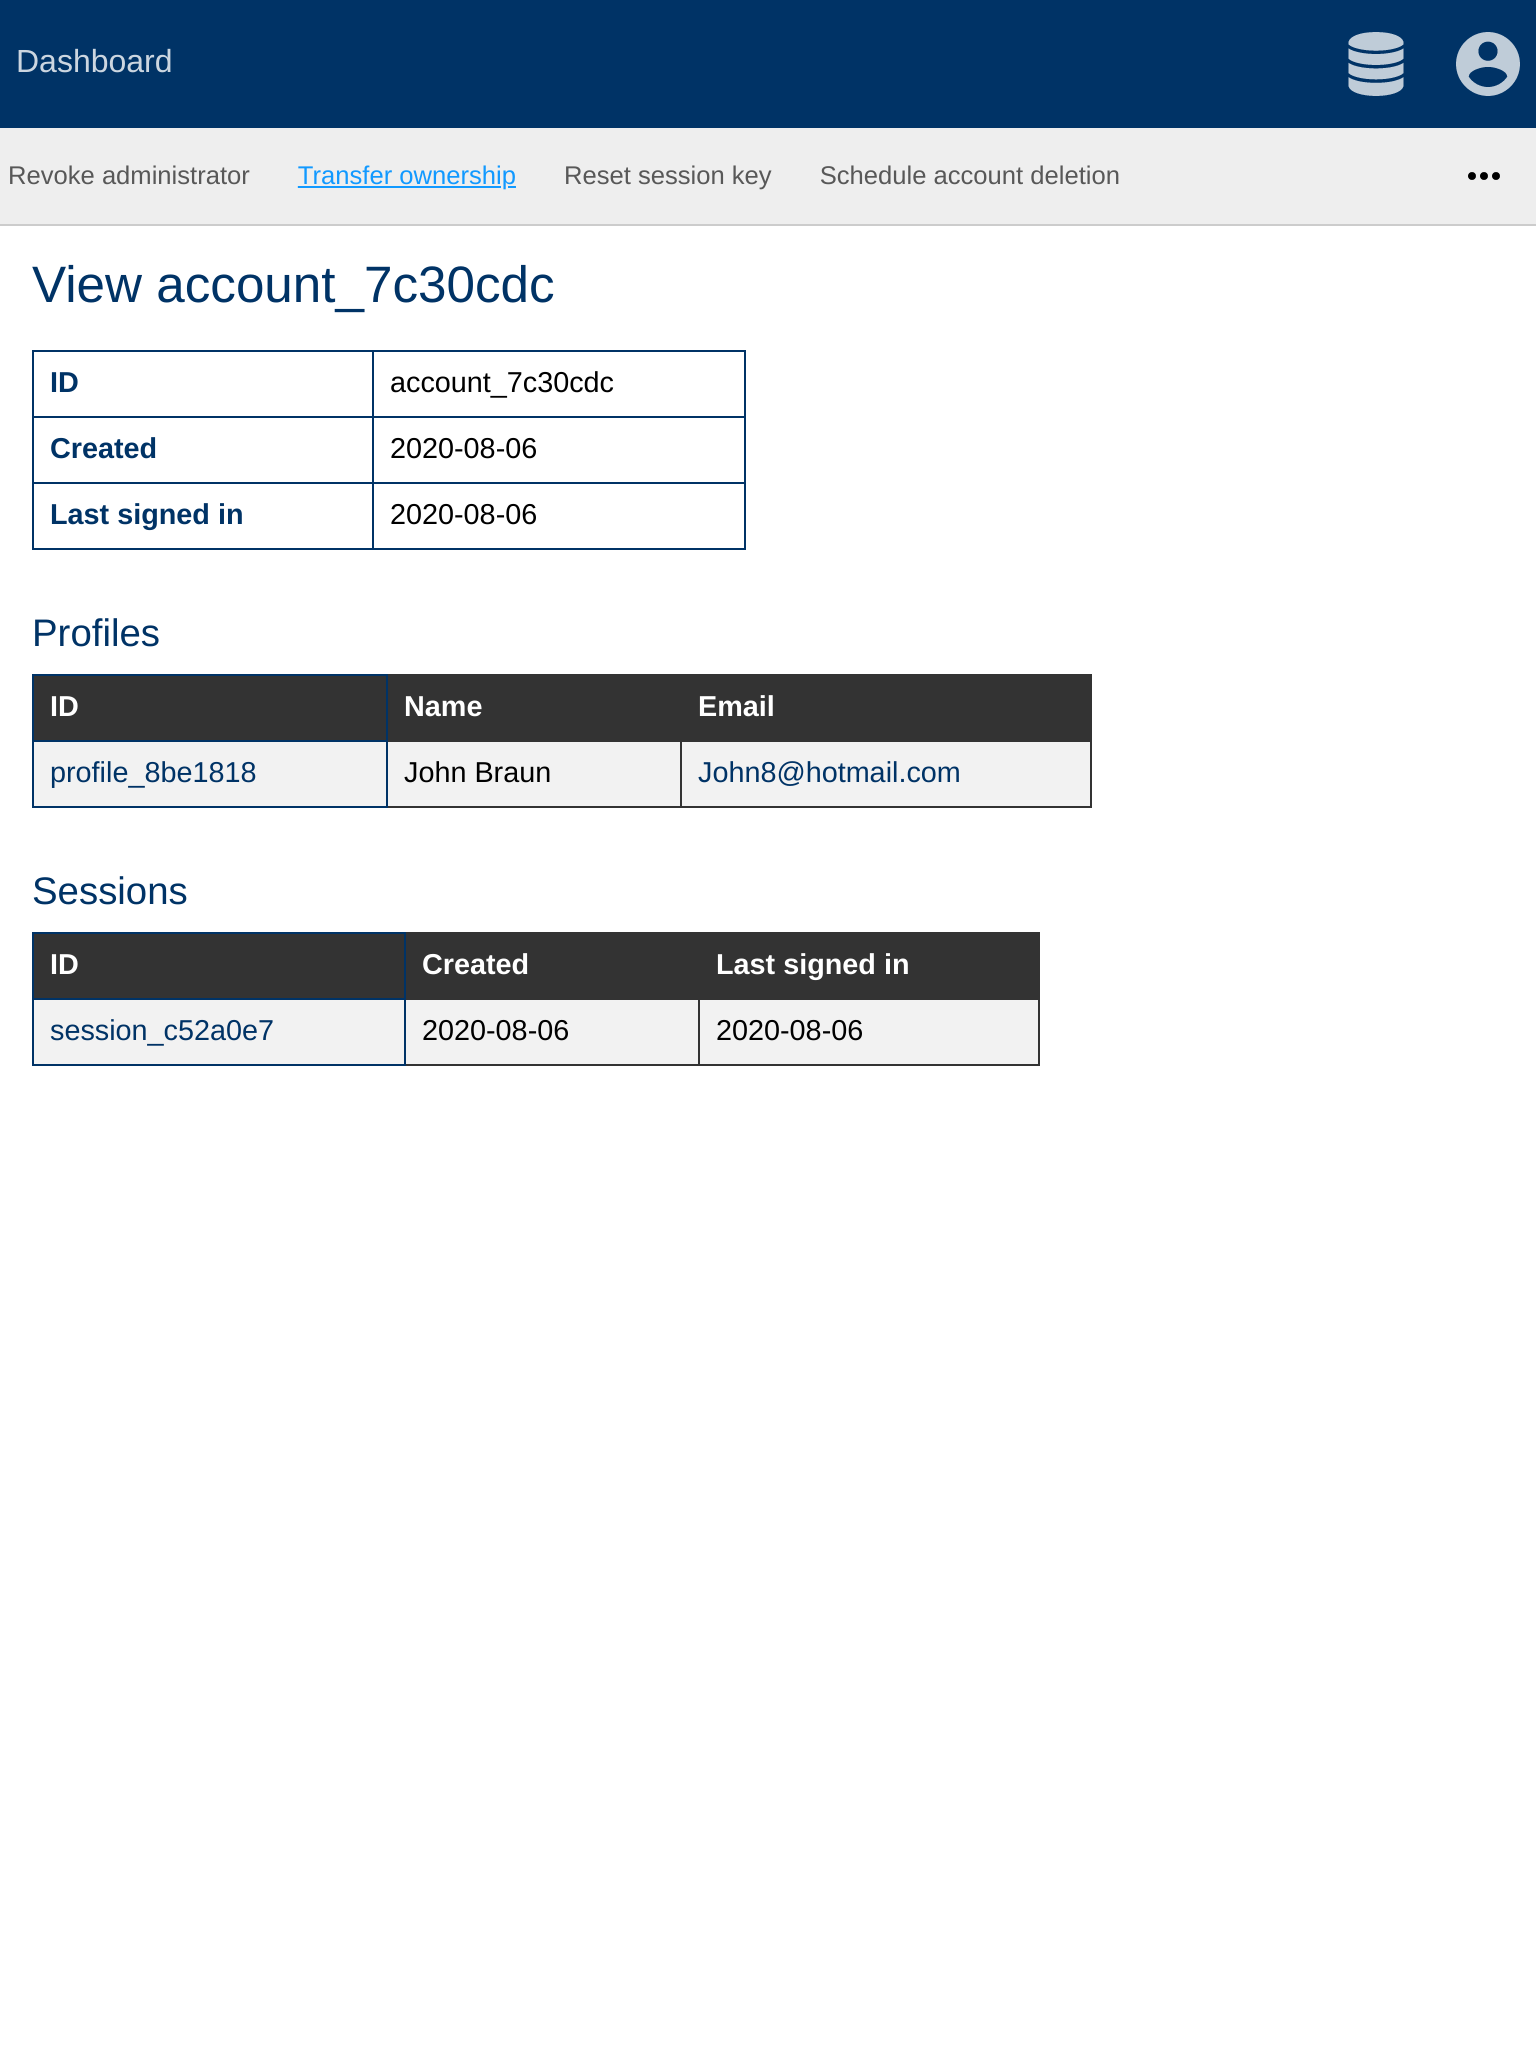 Dashboard
Revoke administrator Transfer ownership Reset session key Schedule account deletion
View account_7c30cdc
ID account_7c30cdc
Created 2020-08-06
Last signed in 2020-08-06
Profiles
ID Name Email
profile_8be1818 John Braun John8@hotmail.com
Sessions
ID Created Last signed in
session_c52a0e7 2020-08-06 2020-08-06